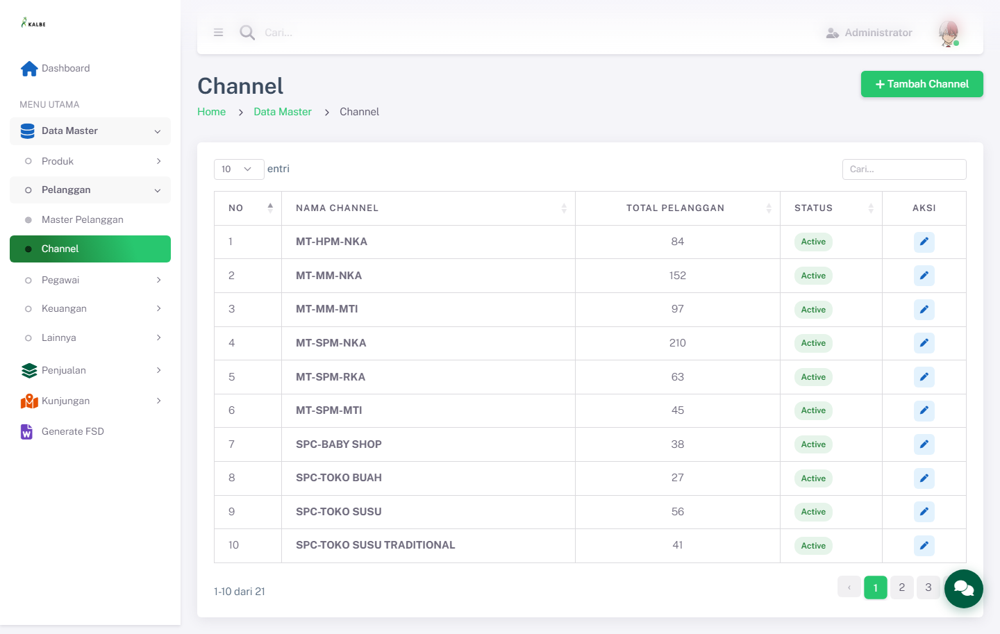 KALBE
Dashboard
MENU UTAMA
Data Master
Produk
Pelanggan
Master Pelanggan
Channel
Pegawai
Keuangan
Lainnya
Penjualan
Kunjungan
Generate FSD
Cari...
Administrator
Channel
Home > Data Master > Channel
+ Tambah Channel
10 entri
Cari...
NO NAMA CHANNEL TOTAL PELANGGAN STATUS AKSI
1 MT-HPM-NKA 84 Active
2 MT-MM-NKA 152 Active
3 MT-MM-MTI 97 Active
4 MT-SPM-NKA 210 Active
5 MT-SPM-RKA 63 Active
6 MT-SPM-MTI 45 Active
7 SPC-BABY SHOP 38 Active
8 SPC-TOKO BUAH 27 Active
9 SPC-TOKO SUSU 56 Active
10 SPC-TOKO SUSU TRADITIONAL 41 Active
1-10 dari 21
‹ 1 2 3